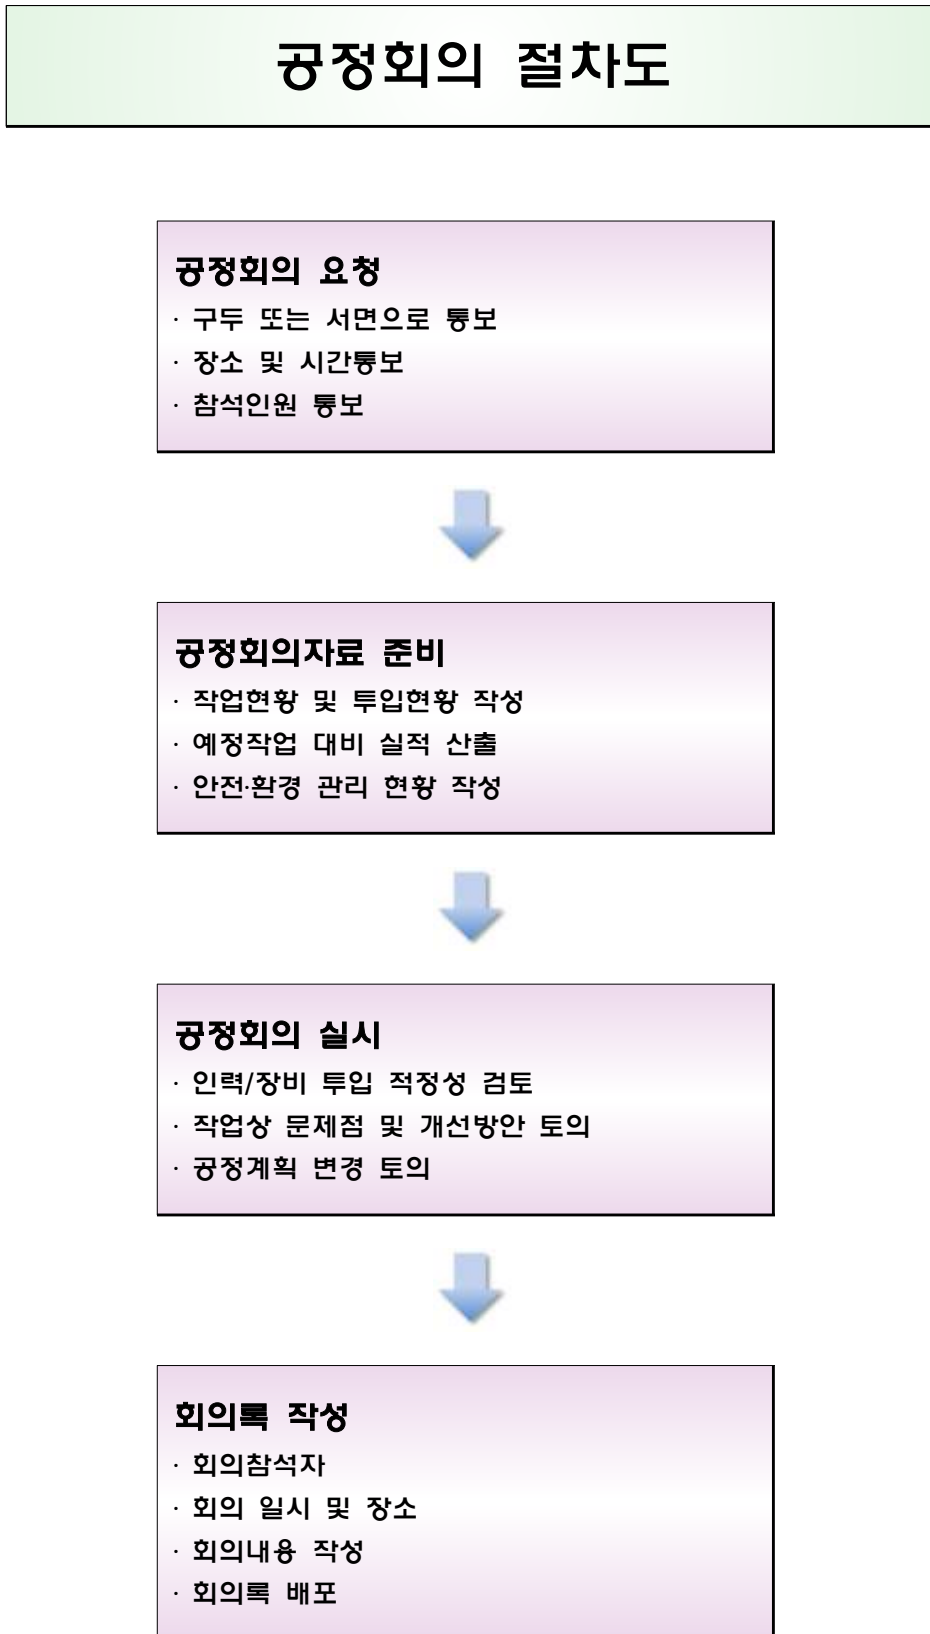 공정회의 절차도
공정회의 요청
· 구두 또는 서면으로 통보
· 장소 및 시간통보
· 참석인원 통보
공정회의자료 준비
· 작업현황 및 투입현황 작성
· 예정작업 대비 실적 산출
· 안전·환경 관리 현황 작성
공정회의 실시
· 인력/장비 투입 적정성 검토
· 작업상 문제점 및 개선방안 토의
· 공정계획 변경 토의
회의록 작성
· 회의참석자
· 회의 일시 및 장소
· 회의내용 작성
· 회의록 배포